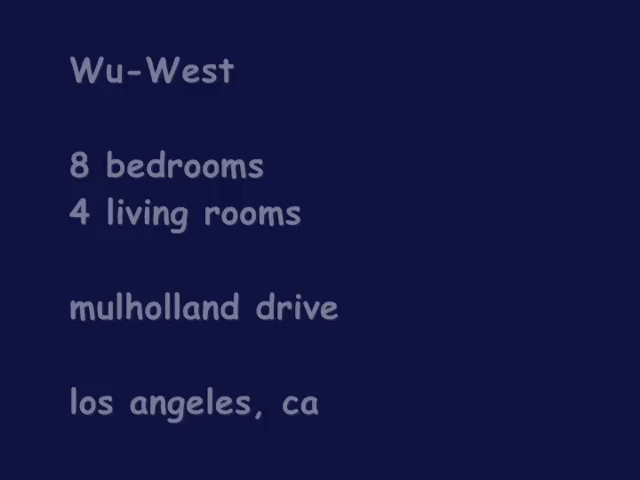 Wu-West
8 bedrooms
4 living rooms
mulholland drive
los angeles, ca